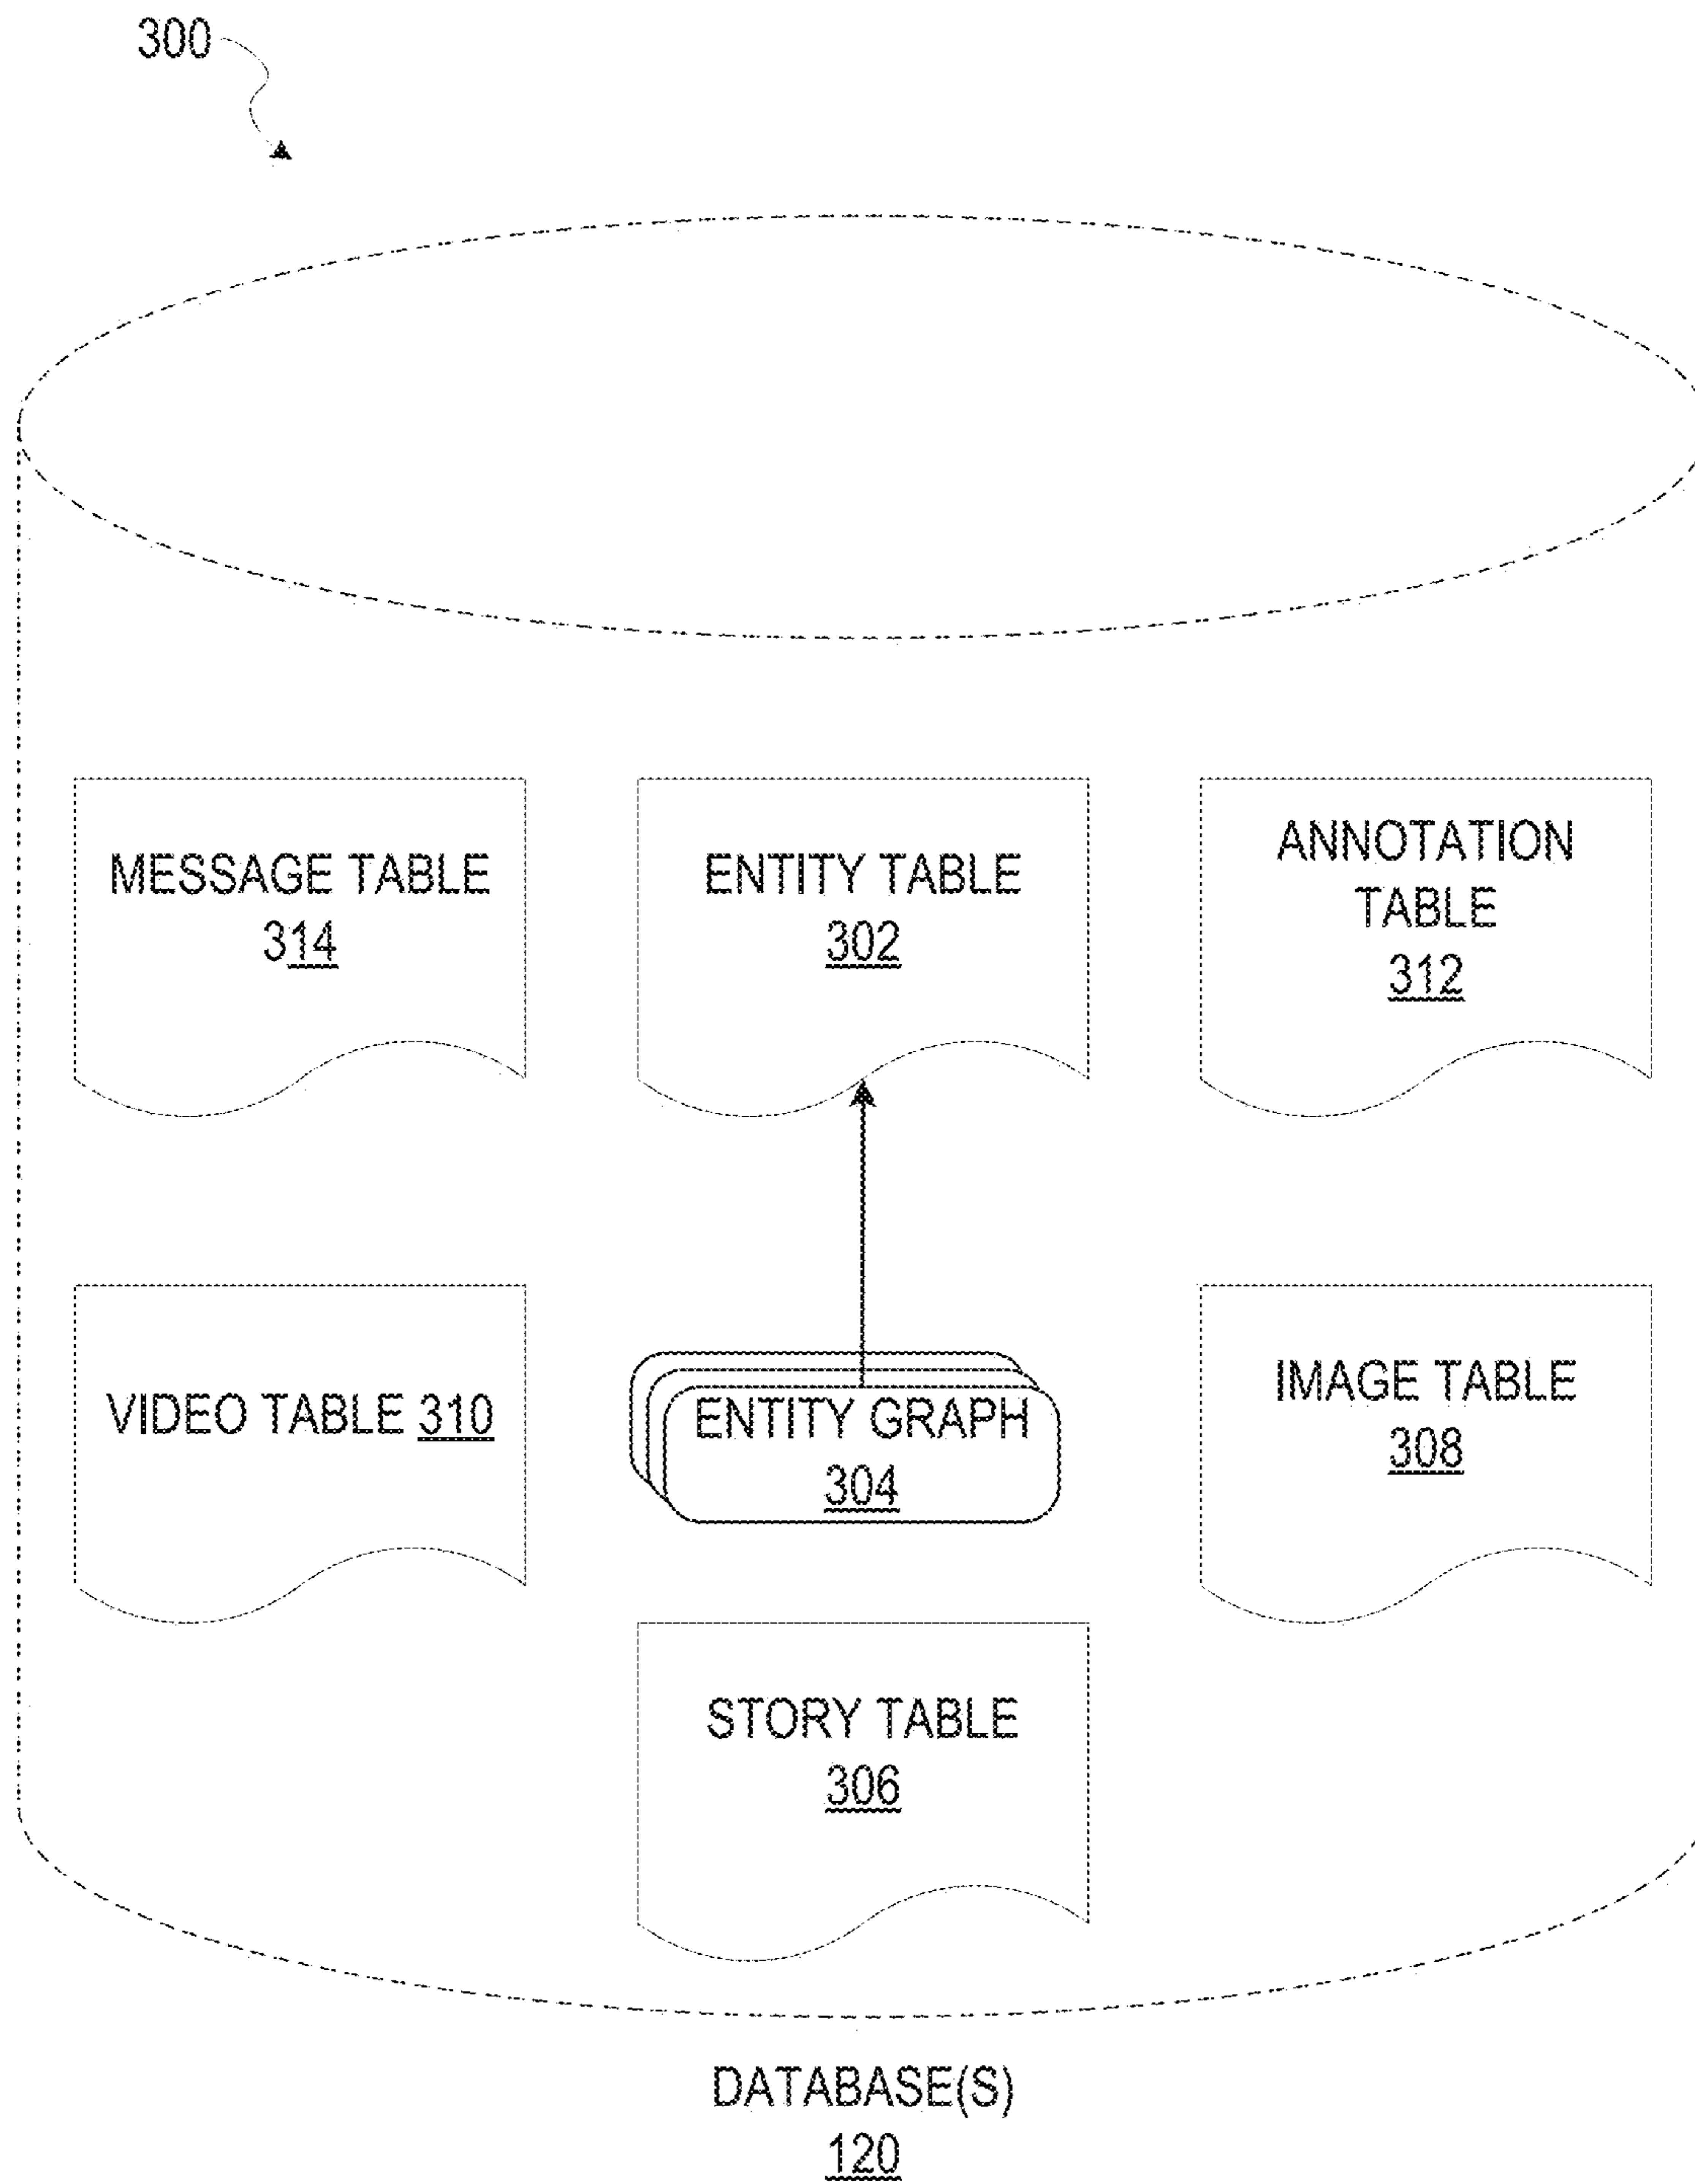 300
MESSAGE TABLE
314
ENTITY TABLE
302
ANNOTATION
TABLE
312
VIDEO TABLE 310
ENTITY GRAPH
304
IMAGE TABLE
308
STORY TABLE
306
DATABASE(S)
120